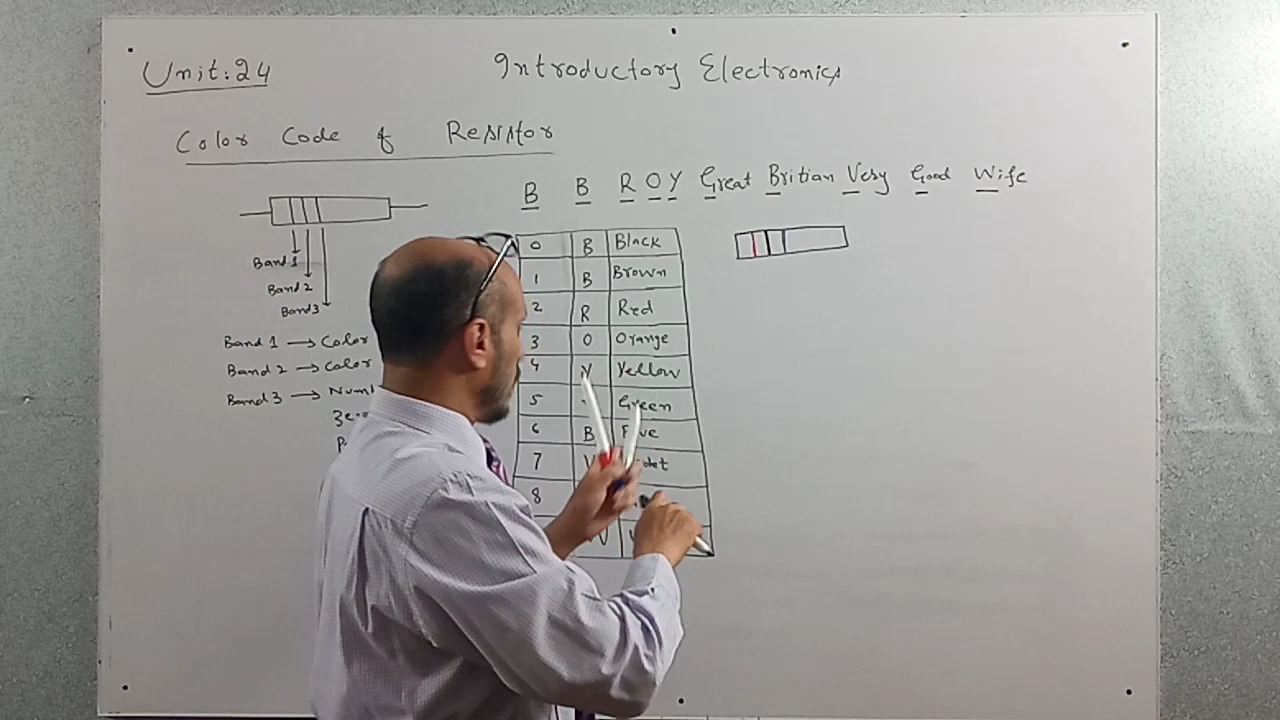 Unit: 24
Introductory Electronics
Color Code of Resistor
B B R O Y Great Britian Very Good Wife
Band 1
Band 2
Band 3
Band 1 → Color
Band 2 → Color
Band 3 →
0 B Black
1 B Brown
2 R Red
3 O Orange
4 Y Yellow
5 Green
6 B
7 V
8